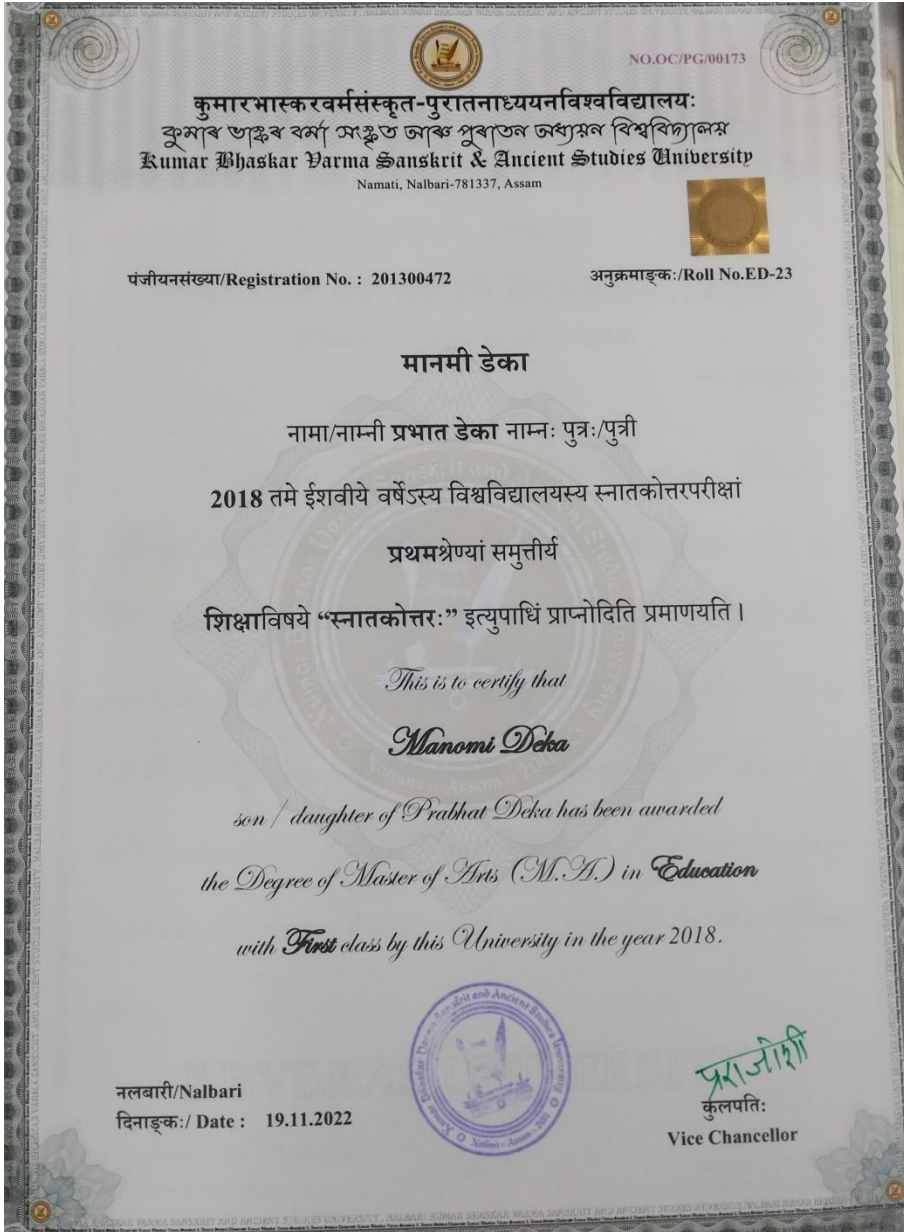 NO.OC/PG/00173
कुमारभास्करवर्मसंस्कृत-पुरातनाध्ययनविश्वविद्यालयः
কুমাৰ ভাস্কৰ বৰ্মা সংস্কৃত আৰু পুৰাতন অধ্যয়ন বিশ্ববিদ্যালয়
Kumar Bhaskar Varma Sanskrit & Ancient Studies University
Namati, Nalbari-781337, Assam
पंजीयनसंख्या/Registration No. : 201300472
अनुक्रमाङ्कः/Roll No.ED-23
मानमी डेका
नामा/नाम्नी प्रभात डेका नाम्नः पुत्रः/पुत्री
2018 तमे ईशवीये वर्षेऽस्य विश्वविद्यालयस्य स्नातकोत्तरपरीक्षां
प्रथमश्रेण्यां समुत्तीर्य
शिक्षाविषये “स्नातकोत्तरः” इत्युपाधिं प्राप्नोदिति प्रमाणयति ।
This is to certify that
Manomi Deka
son / daughter of Prabhat Deka has been awarded
the Degree of Master of Arts (M.A.) in Education
with First class by this University in the year 2018.
नलबारी/Nalbari
दिनाङ्कः/ Date : 19.11.2022
कुलपतिः
Vice Chancellor